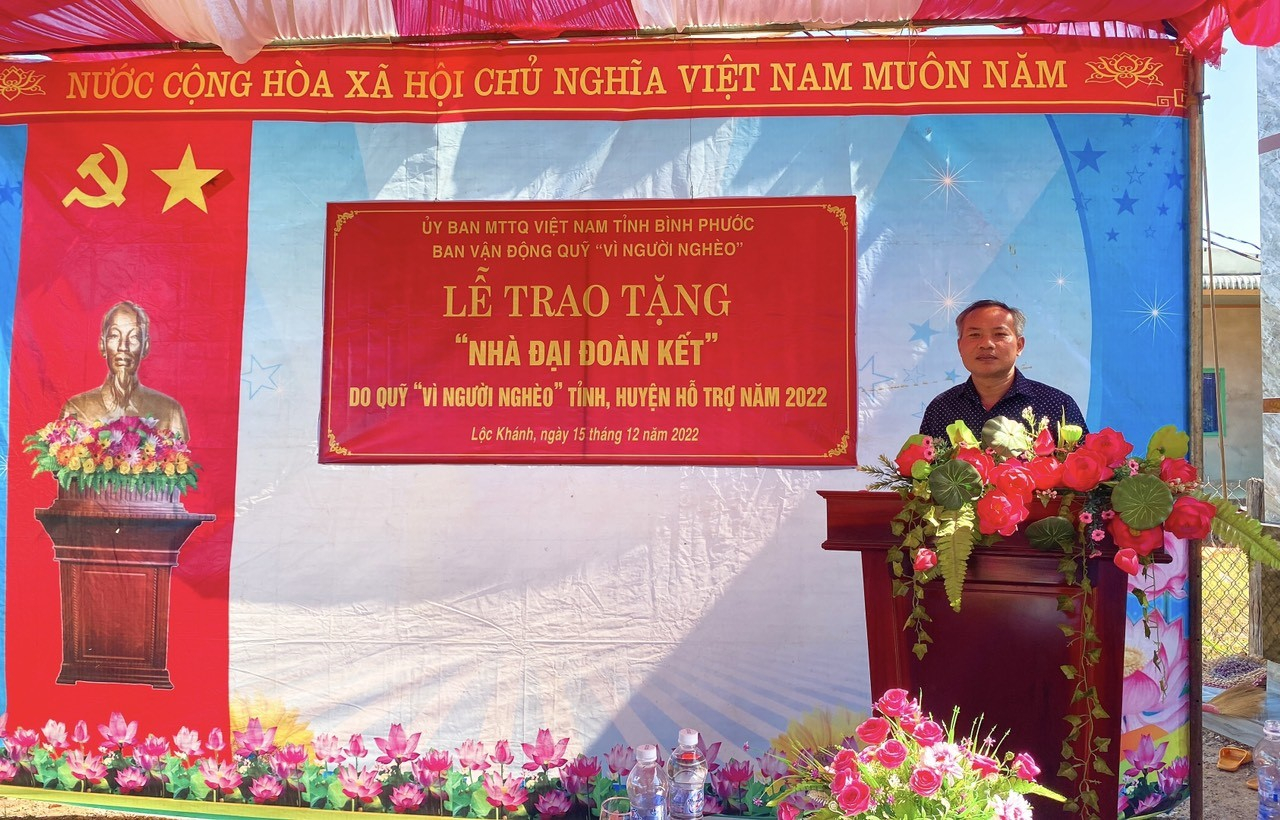 NƯỚC CỘNG HÒA XÃ HỘI CHỦ NGHĨA VIỆT NAM MUÔN NĂM
ỦY BAN MTTQ VIỆT NAM TỈNH BÌNH PHƯỚC
BAN VẬN ĐỘNG QUỸ "VÌ NGƯỜI NGHÈO"
LỄ TRAO TẶNG
"NHÀ ĐẠI ĐOÀN KẾT"
DO QUỸ "VÌ NGƯỜI NGHÈO" TỈNH, HUYỆN HỖ TRỢ NĂM 2022
Lộc Khánh, ngày 15 tháng 12 năm 2022